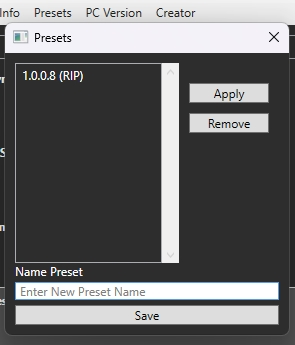 Info Presets PC Version Creator
Presets
1.0.0.8 (RIP)
Apply
Remove
Name Preset
Enter New Preset Name
Save